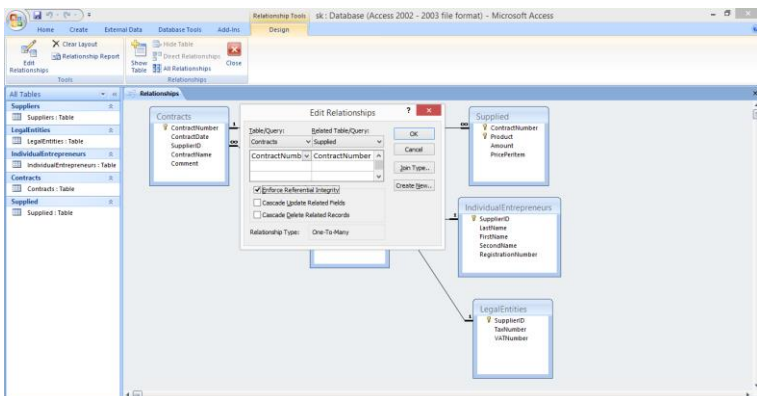 Relationship Tools
sk : Database (Access 2002 - 2003 file format) - Microsoft Access
Home Create External Data Database Tools Add-Ins Design
Edit Relationships
Clear Layout
Relationship Report
Tools
Show Table
Hide Table
Direct Relationships
All Relationships
Close
Relationships
All Tables
Suppliers
Suppliers : Table
LegalEntities
LegalEntities : Table
IndividualEntrepreneurs
IndividualEntrepreneurs : Table
Contracts
Contracts : Table
Supplied
Supplied : Table
Relationships
Contracts
ContractNumber
ContractDate
SupplierID
ContractName
Comment
1
∞
Edit Relationships
? ×
Table/Query: Related Table/Query:
Contracts Supplied
ContractNumb ContractNumber
Enforce Referential Integrity
Cascade Update Related Fields
Cascade Delete Related Records
Relationship Type: One-To-Many
OK
Cancel
Join Type..
Create New..
∞
Supplied
ContractNumber
Product
Amount
PricePerItem
1
IndividualEntrepreneurs
SupplierID
LastName
FirstName
SecondName
RegistrationNumber
1
LegalEntities
SupplierID
TaxNumber
VATNumber